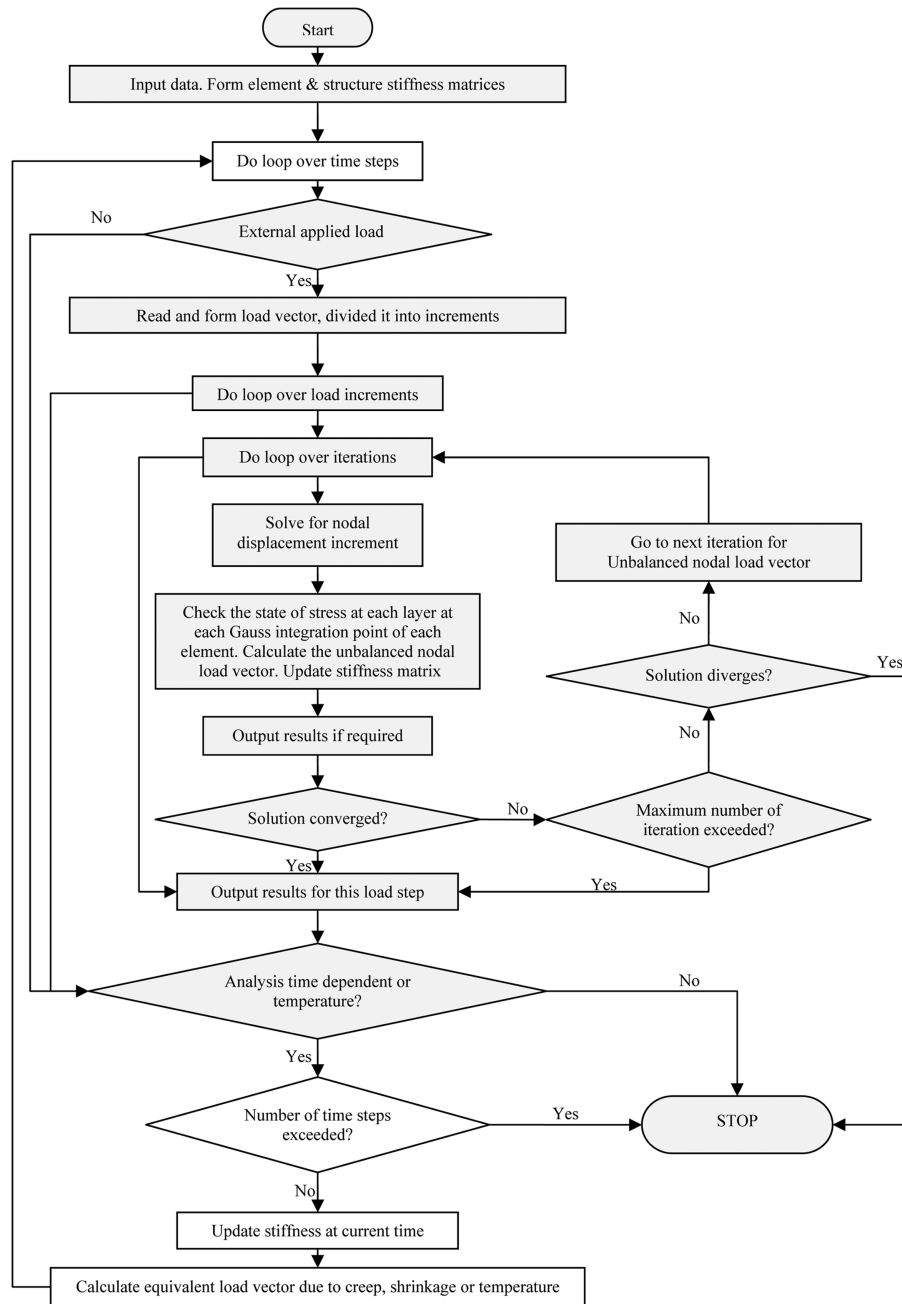 Start
Input data. Form element & structure stiffness matrices
Do loop over time steps
No
External applied load
Yes
Read and form load vector, divided it into increments
Do loop over load increments
Do loop over iterations
Solve for nodal
displacement increment
Go to next iteration for
Unbalanced nodal load vector
Check the state of stress at each layer at
each Gauss integration point of each
element. Calculate the unbalanced nodal
load vector. Update stiffness matrix
No
Solution diverges?
Yes
Output results if required
No
Solution converged?
No
Maximum number of
iteration exceeded?
Yes
Output results for this load step
Yes
Analysis time dependent or
temperature?
No
Yes
Number of time steps
exceeded?
Yes
STOP
No
Update stiffness at current time
Calculate equivalent load vector due to creep, shrinkage or temperature